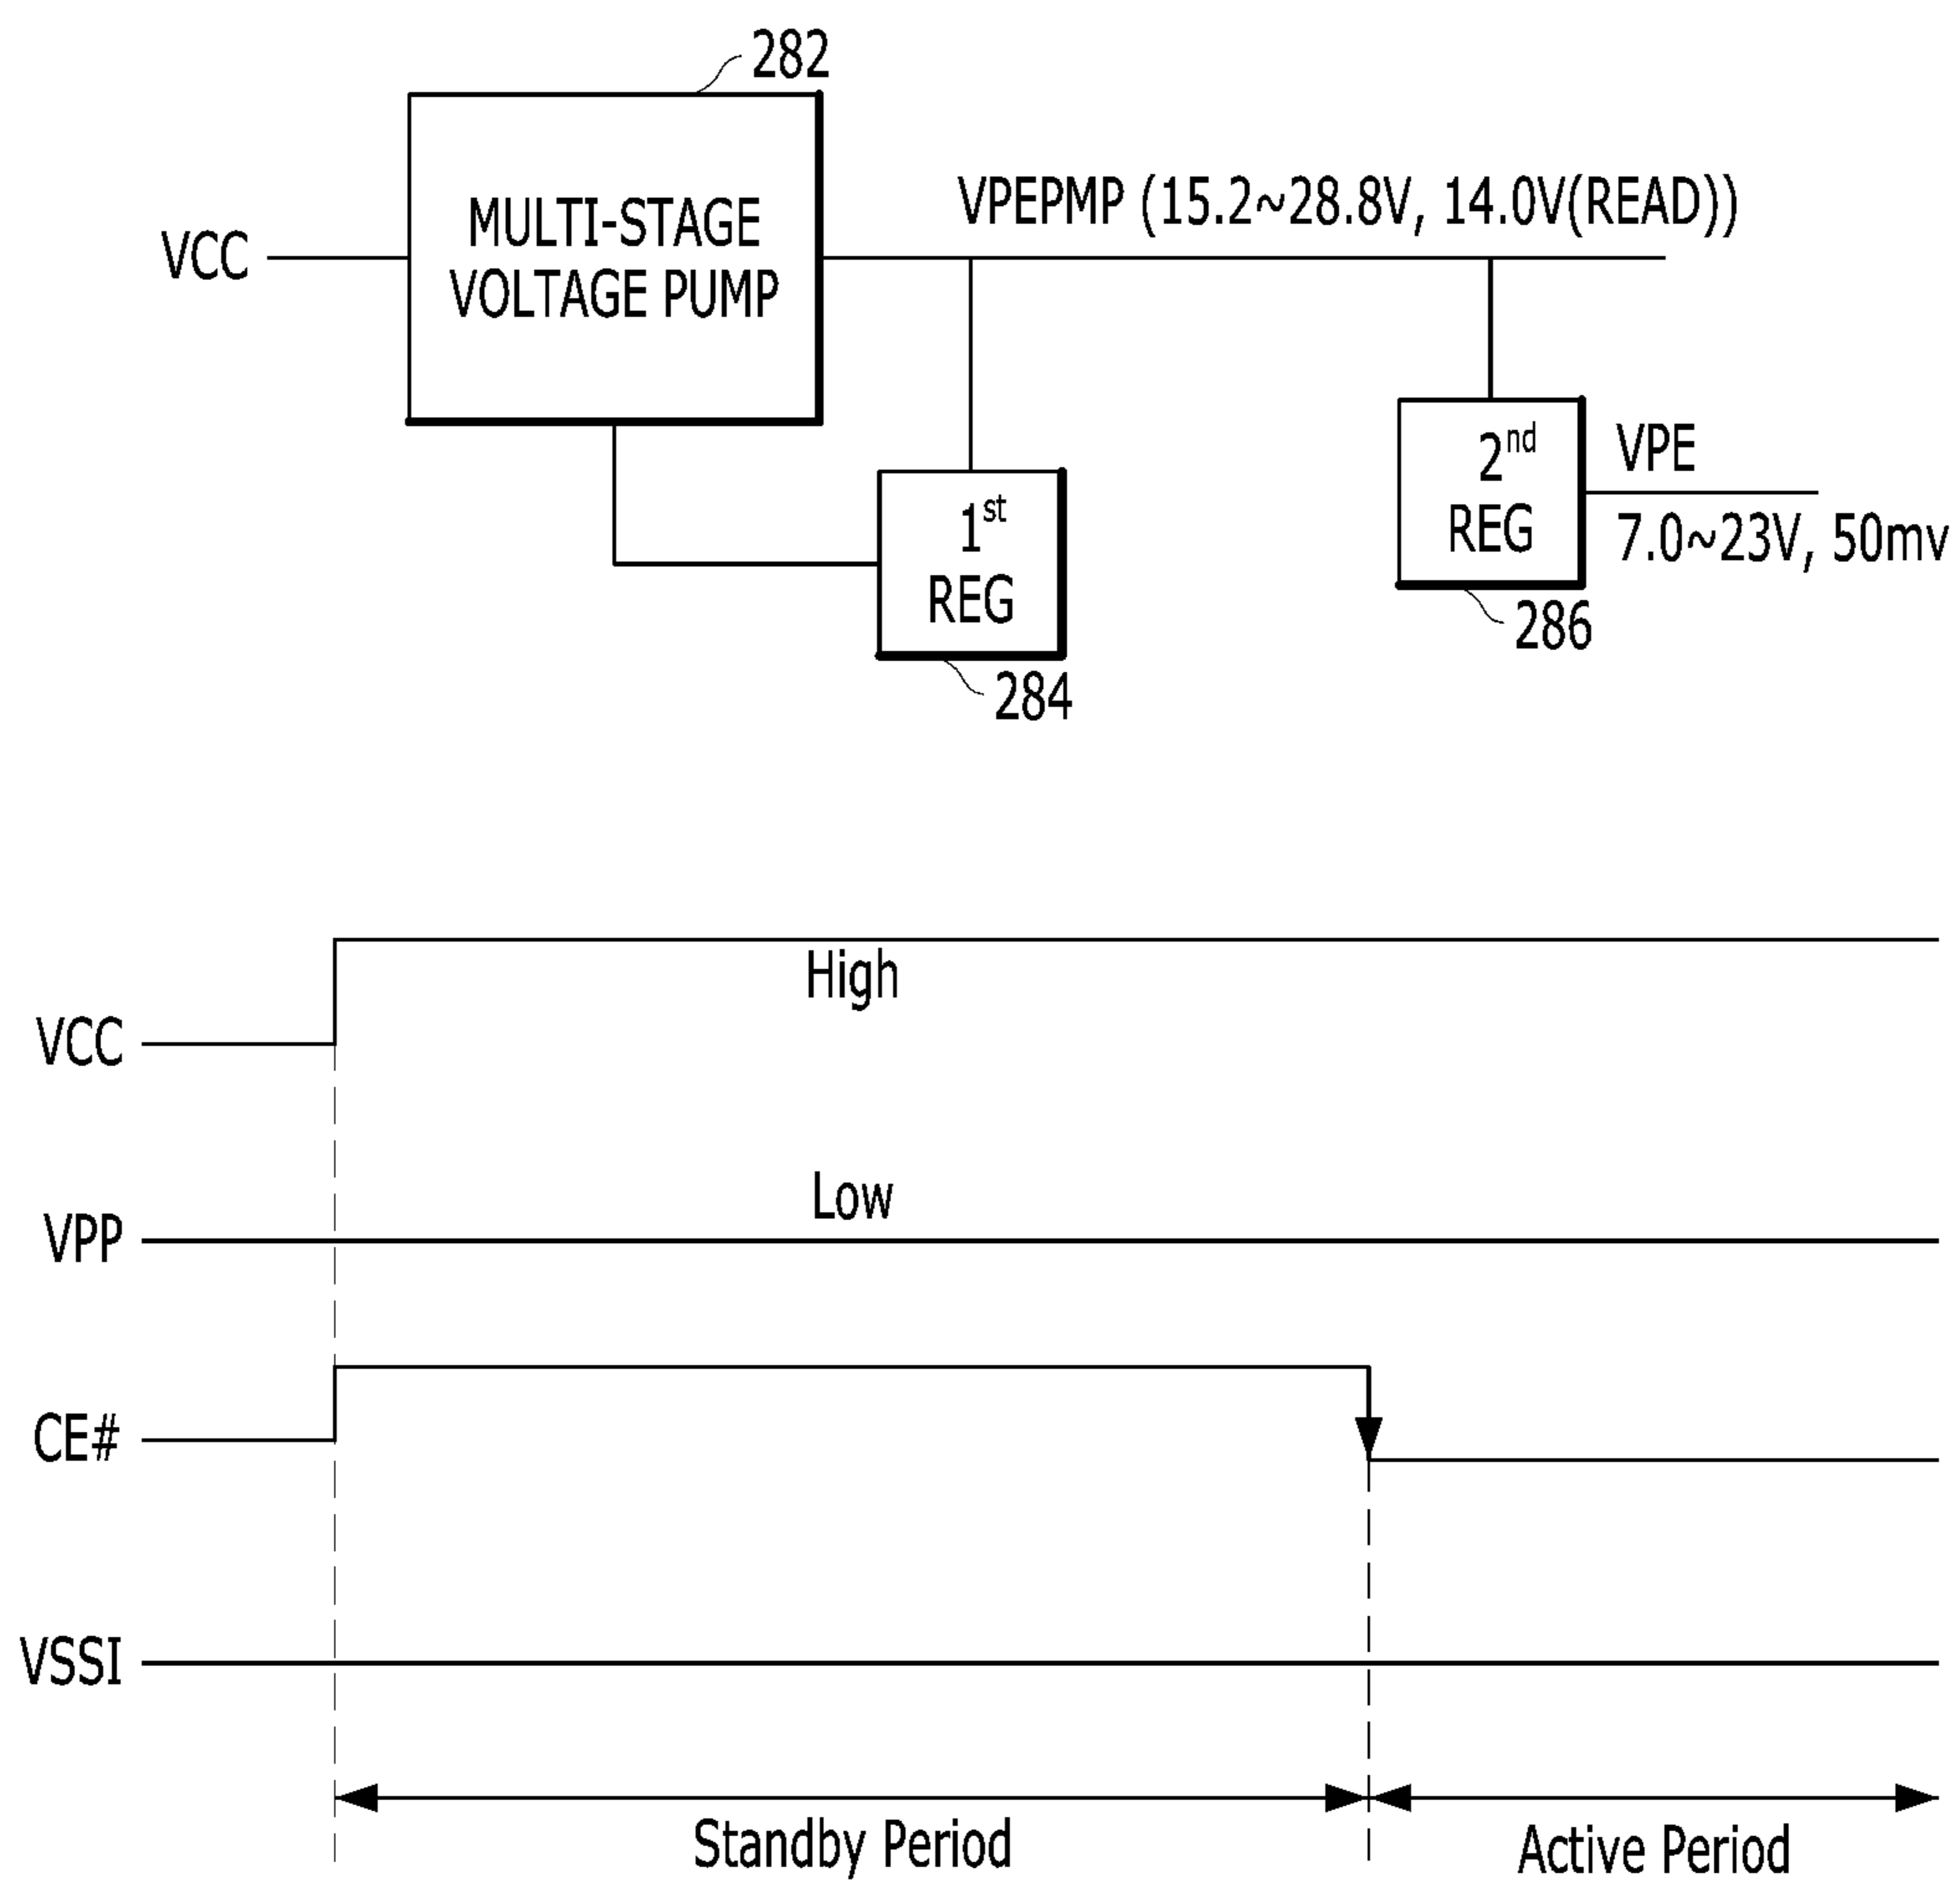 282
MULTI-STAGE
VOLTAGE PUMP
VCC
VPEPMP (15.2~28.8V, 14.0V(READ))
1st
REG
284
2nd
REG
286
VPE
7.0~23V, 50mv
High
VCC
Low
VPP
CE#
VSSI
Standby Period
Active Period